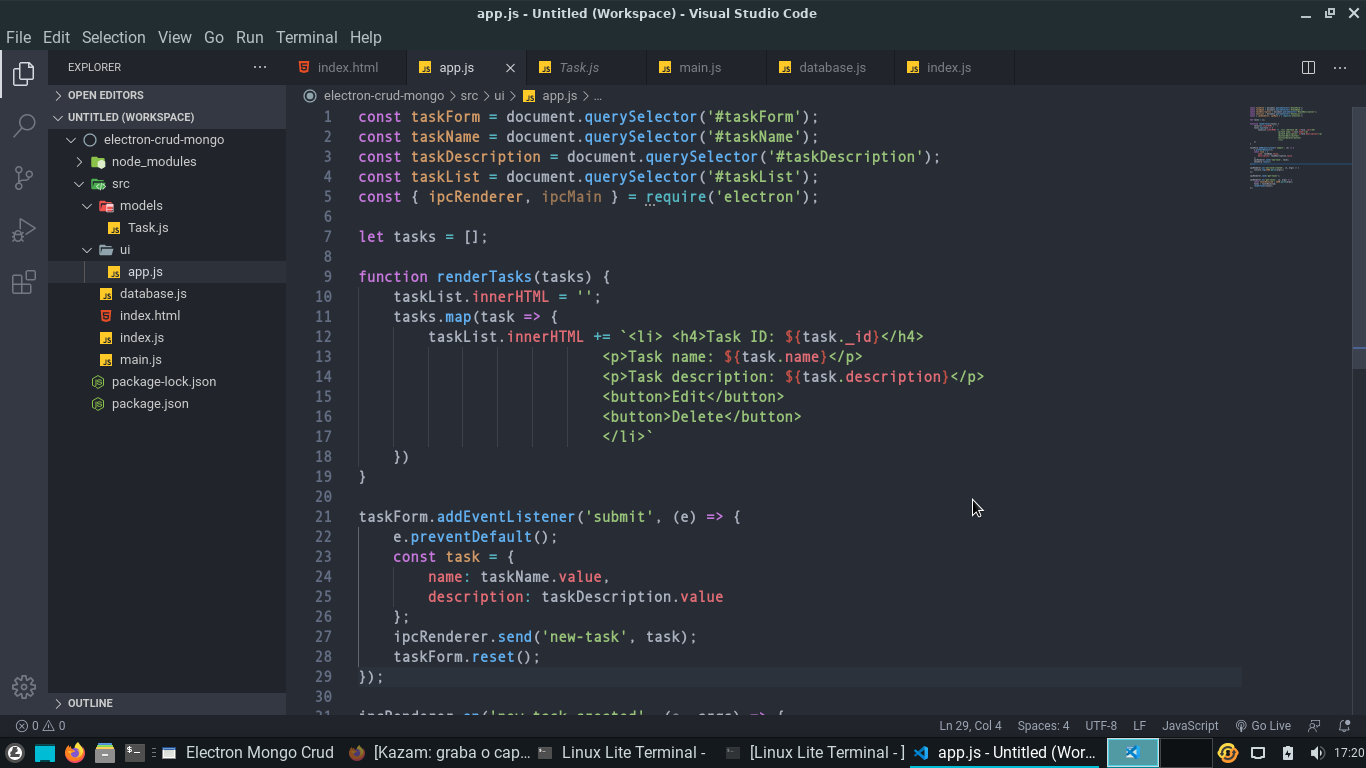 app.js - Untitled (Workspace) - Visual Studio Code
File Edit Selection View Go Run Terminal Help
EXPLORER
OPEN EDITORS
UNTITLED (WORKSPACE)
electron-crud-mongo
node_modules
src
models
Task.js
ui
app.js
database.js
index.html
index.js
main.js
package-lock.json
package.json
OUTLINE
index.html app.js Task.js main.js database.js index.js
electron-crud-mongo > src > ui > app.js > ...
1 const taskForm = document.querySelector('#taskForm');
2 const taskName = document.querySelector('#taskName');
3 const taskDescription = document.querySelector('#taskDescription');
4 const taskList = document.querySelector('#taskList');
5 const { ipcRenderer, ipcMain } = require('electron');
6
7 let tasks = [];
8
9 function renderTasks(tasks) {
10 taskList.innerHTML = '';
11 tasks.map(task => {
12 taskList.innerHTML += `<li> <h4>Task ID: ${task._id}</h4>
13 <p>Task name: ${task.name}</p>
14 <p>Task description: ${task.description}</p>
15 <button>Edit</button>
16 <button>Delete</button>
17 </li>`
18 })
19 }
20
21 taskForm.addEventListener('submit', (e) => {
22 e.preventDefault();
23 const task = {
24 name: taskName.value,
25 description: taskDescription.value
26 };
27 ipcRenderer.send('new-task', task);
28 taskForm.reset();
29 });
30
0 0 Ln 29, Col 4 Spaces: 4 UTF-8 LF JavaScript Go Live
Electron Mongo Crud [Kazam: graba o cap... Linux Lite Terminal - [Linux Lite Terminal - ] app.js - Untitled (Wor... 17:20